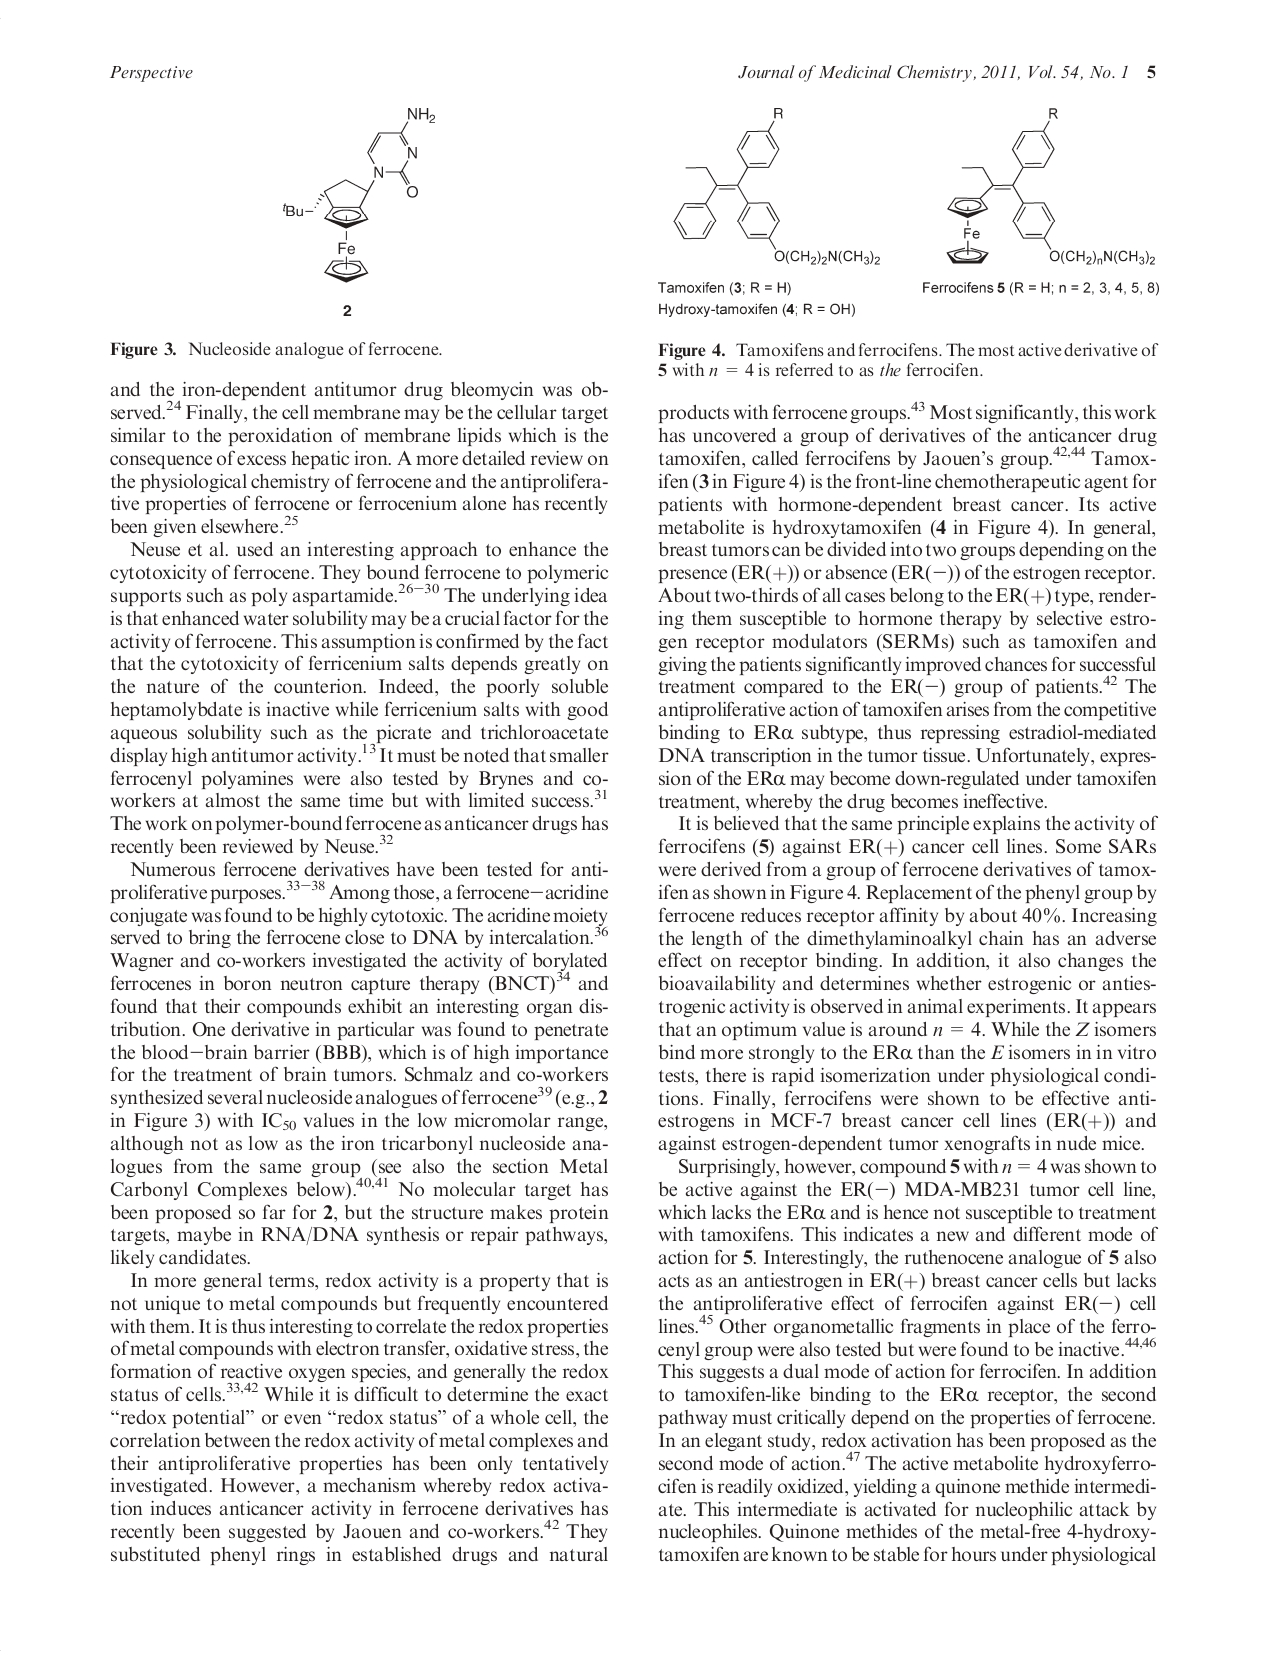 Perspective
Journal of Medicinal Chemistry, 2011, Vol. 54, No. 1 5
NH2
N
N
O
tBu
Fe
2
Figure 3. Nucleoside analogue of ferrocene.
and the iron-dependent antitumor drug bleomycin was ob-
served.24 Finally, the cell membrane may be the cellular target
similar to the peroxidation of membrane lipids which is the
consequence of excess hepatic iron. A more detailed review on
the physiological chemistry of ferrocene and the antiprolifera-
tive properties of ferrocene or ferrocenium alone has recently
been given elsewhere.25
Neuse et al. used an interesting approach to enhance the
cytotoxicity of ferrocene. They bound ferrocene to polymeric
supports such as poly aspartamide.26−30 The underlying idea
is that enhanced water solubility may be a crucial factor for the
activity of ferrocene. This assumption is confirmed by the fact
that the cytotoxicity of ferricenium salts depends greatly on
the nature of the counterion. Indeed, the poorly soluble
heptamolybdate is inactive while ferricenium salts with good
aqueous solubility such as the picrate and trichloroacetate
display high antitumor activity.13 It must be noted that smaller
ferrocenyl polyamines were also tested by Brynes and co-
workers at almost the same time but with limited success.31
The work on polymer-bound ferrocene as anticancer drugs has
recently been reviewed by Neuse.32
Numerous ferrocene derivatives have been tested for anti-
proliferative purposes.33−38 Among those, a ferrocene−acridine
conjugate was found to be highly cytotoxic. The acridine moiety
served to bring the ferrocene close to DNA by intercalation.36
Wagner and co-workers investigated the activity of borylated
ferrocenes in boron neutron capture therapy (BNCT)34 and
found that their compounds exhibit an interesting organ dis-
tribution. One derivative in particular was found to penetrate
the blood−brain barrier (BBB), which is of high importance
for the treatment of brain tumors. Schmalz and co-workers
synthesized several nucleoside analogues of ferrocene39 (e.g., 2
in Figure 3) with IC50 values in the low micromolar range,
although not as low as the iron tricarbonyl nucleoside ana-
logues from the same group (see also the section Metal
Carbonyl Complexes below).40,41 No molecular target has
been proposed so far for 2, but the structure makes protein
targets, maybe in RNA/DNA synthesis or repair pathways,
likely candidates.
In more general terms, redox activity is a property that is
not unique to metal compounds but frequently encountered
with them. It is thus interesting to correlate the redox properties
of metal compounds with electron transfer, oxidative stress, the
formation of reactive oxygen species, and generally the redox
status of cells.33,42 While it is difficult to determine the exact
“redox potential” or even “redox status” of a whole cell, the
correlation between the redox activity of metal complexes and
their antiproliferative properties has been only tentatively
investigated. However, a mechanism whereby redox activa-
tion induces anticancer activity in ferrocene derivatives has
recently been suggested by Jaouen and co-workers.42 They
substituted phenyl rings in established drugs and natural
R
O(CH2)2N(CH3)2
Tamoxifen (3; R = H)
Hydroxy-tamoxifen (4; R = OH)
R
Fe
O(CH2)nN(CH3)2
Ferrocifens 5 (R = H; n = 2, 3, 4, 5, 8)
Figure 4. Tamoxifens and ferrocifens. The most active derivative of
5 with n = 4 is referred to as the ferrocifen.
products with ferrocene groups.43 Most significantly, this work
has uncovered a group of derivatives of the anticancer drug
tamoxifen, called ferrocifens by Jaouen's group.42,44 Tamox-
ifen (3 in Figure 4) is the front-line chemotherapeutic agent for
patients with hormone-dependent breast cancer. Its active
metabolite is hydroxytamoxifen (4 in Figure 4). In general,
breast tumors can be divided into two groups depending on the
presence (ER(+)) or absence (ER(−)) of the estrogen receptor.
About two-thirds of all cases belong to the ER(+) type, render-
ing them susceptible to hormone therapy by selective estro-
gen receptor modulators (SERMs) such as tamoxifen and
giving the patients significantly improved chances for successful
treatment compared to the ER(−) group of patients.42 The
antiproliferative action of tamoxifen arises from the competitive
binding to ERα subtype, thus repressing estradiol-mediated
DNA transcription in the tumor tissue. Unfortunately, expres-
sion of the ERα may become down-regulated under tamoxifen
treatment, whereby the drug becomes ineffective.
It is believed that the same principle explains the activity of
ferrocifens (5) against ER(+) cancer cell lines. Some SARs
were derived from a group of ferrocene derivatives of tamox-
ifen as shown in Figure 4. Replacement of the phenyl group by
ferrocene reduces receptor affinity by about 40%. Increasing
the length of the dimethylaminoalkyl chain has an adverse
effect on receptor binding. In addition, it also changes the
bioavailability and determines whether estrogenic or anties-
trogenic activity is observed in animal experiments. It appears
that an optimum value is around n = 4. While the Z isomers
bind more strongly to the ERα than the E isomers in in vitro
tests, there is rapid isomerization under physiological condi-
tions. Finally, ferrocifens were shown to be effective anti-
estrogens in MCF-7 breast cancer cell lines (ER(+)) and
against estrogen-dependent tumor xenografts in nude mice.
Surprisingly, however, compound 5 with n = 4 was shown to
be active against the ER(−) MDA-MB231 tumor cell line,
which lacks the ERα and is hence not susceptible to treatment
with tamoxifens. This indicates a new and different mode of
action for 5. Interestingly, the ruthenocene analogue of 5 also
acts as an antiestrogen in ER(+) breast cancer cells but lacks
the antiproliferative effect of ferrocifen against ER(−) cell
lines.45 Other organometallic fragments in place of the ferro-
cenyl group were also tested but were found to be inactive.44,46
This suggests a dual mode of action for ferrocifen. In addition
to tamoxifen-like binding to the ERα receptor, the second
pathway must critically depend on the properties of ferrocene.
In an elegant study, redox activation has been proposed as the
second mode of action.47 The active metabolite hydroxyferro-
cifen is readily oxidized, yielding a quinone methide intermedi-
ate. This intermediate is activated for nucleophilic attack by
nucleophiles. Quinone methides of the metal-free 4-hydroxy-
tamoxifen are known to be stable for hours under physiological